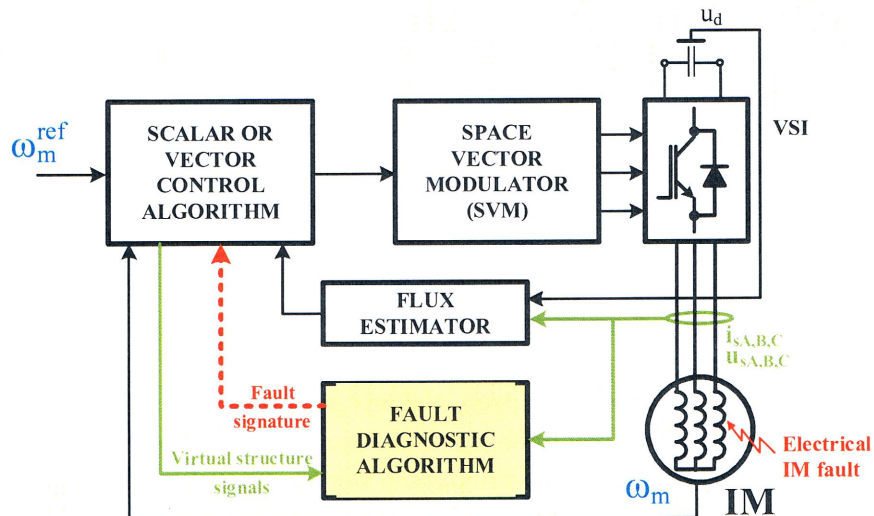 u_d
VSI
ω_m^ref
SCALAR OR
VECTOR
CONTROL
ALGORITHM
SPACE
VECTOR
MODULATOR
(SVM)
FLUX
ESTIMATOR
i_sA,B,C
u_sA,B,C
Fault
signature
FAULT
DIAGNOSTIC
ALGORITHM
Virtual structure
signals
Electrical
IM fault
ω_m
IM